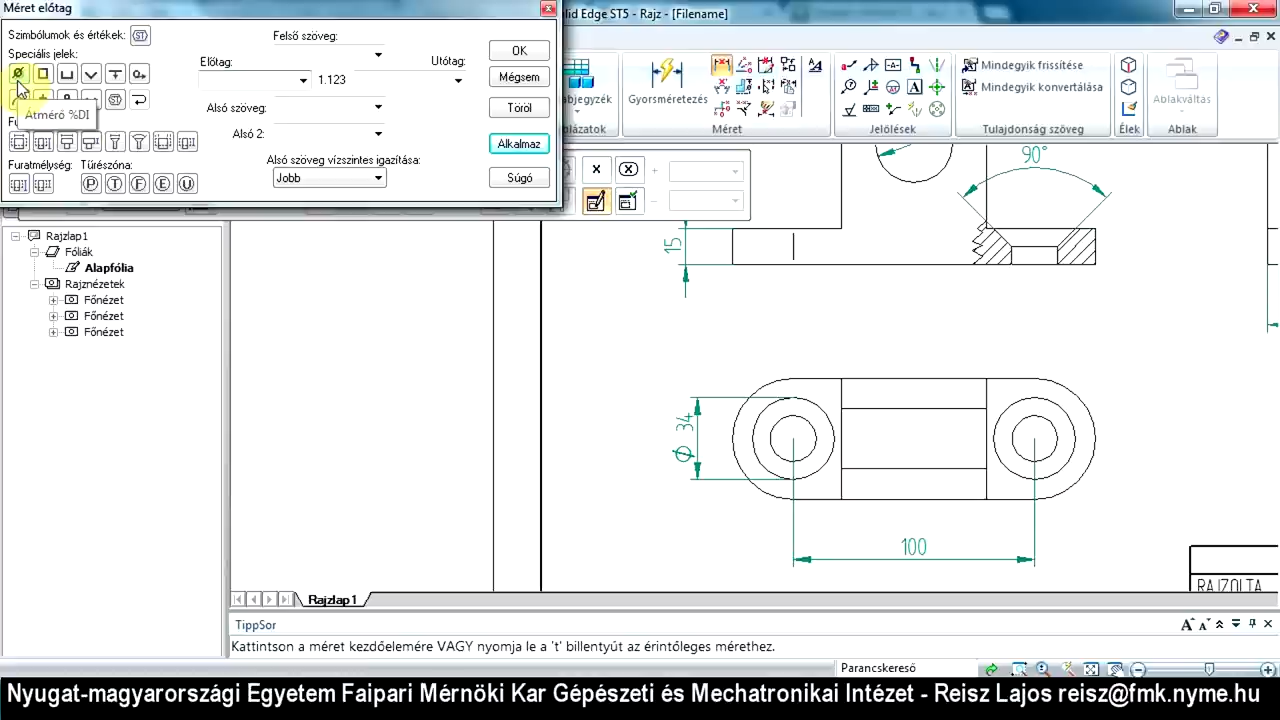 Méret előtag
Solid Edge ST5 - Rajz - [Filename]
Szimbólumok és értékek:
Speciális jelek:
Átmérő %DI
Furatmélység:
Tűrészóna:
Felső szöveg:
Előtag:
1.123
Utótag:
Alsó szöveg:
Alsó 2:
Alsó szöveg vízszintes igazítása:
Jobb
OK
Mégsem
Töröl
Alkalmaz
Súgó
Gyorsméretezés
Méret
Jelölések
Mindegyik frissítése
Mindegyik konvertálása
Tulajdonság szöveg
Élek
Ablakváltás
Ablak
Rajzlap1
Fóliák
Alapfólia
Rajznézetek
Főnézet
Főnézet
Főnézet
90°
15
Ø 34
100
RAJZOLTA
Rajzlap1
TippSor
Kattintson a méret kezdőelemére VAGY nyomja le a 't' billentyűt az érintőleges mérethez.
Parancskereső
Nyugat-magyarországi Egyetem Faipari Mérnöki Kar Gépészeti és Mechatronikai Intézet - Reisz Lajos reisz@fmk.nyme.hu